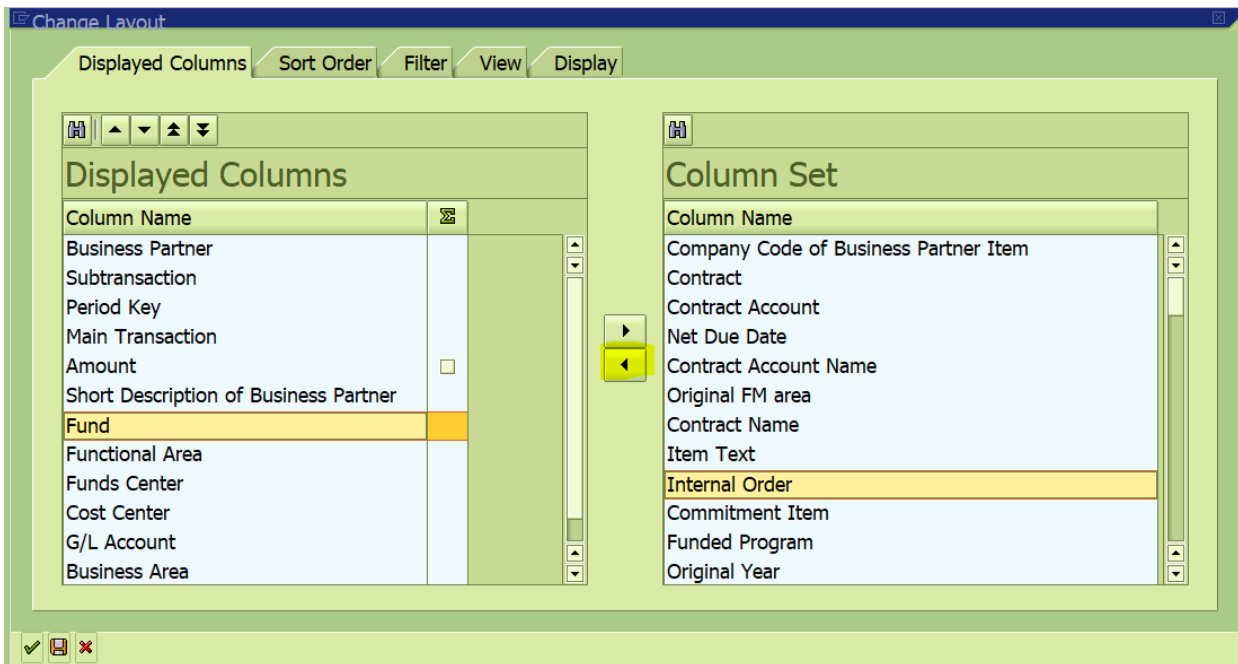 Change Layout
Displayed Columns Sort Order Filter View Display
Displayed Columns
Column Name Σ
Business Partner
Subtransaction
Period Key
Main Transaction
Amount
Short Description of Business Partner
Fund
Functional Area
Funds Center
Cost Center
G/L Account
Business Area
Column Set
Column Name
Company Code of Business Partner Item
Contract
Contract Account
Net Due Date
Contract Account Name
Original FM area
Contract Name
Item Text
Internal Order
Commitment Item
Funded Program
Original Year